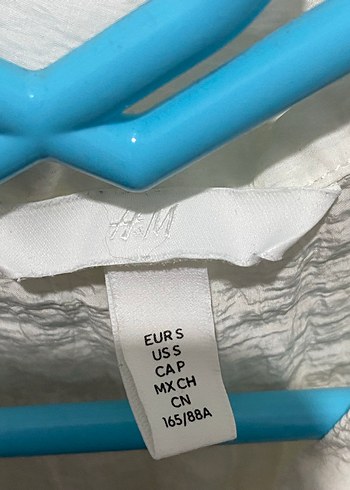 H&M
EUR S
US S
CA P
MX CH
CN
165/88A